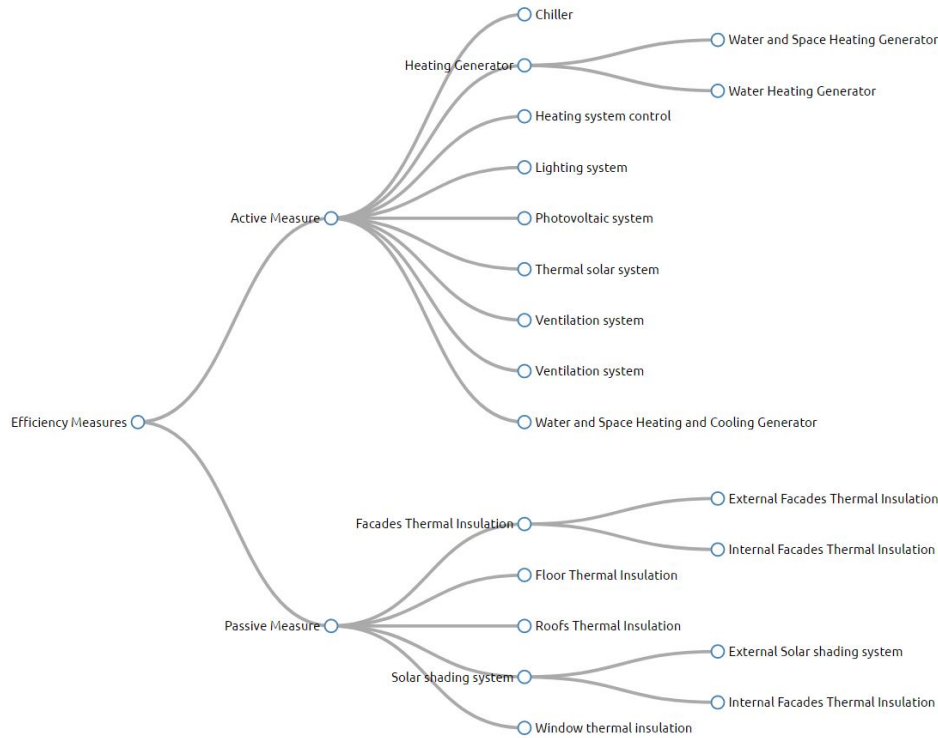 Chiller
Water and Space Heating Generator
Heating Generator
Water Heating Generator
Heating system control
Lighting system
Active Measure
Photovoltaic system
Thermal solar system
Ventilation system
Ventilation system
Efficiency Measures
Water and Space Heating and Cooling Generator
External Facades Thermal Insulation
Facades Thermal Insulation
Internal Facades Thermal Insulation
Floor Thermal Insulation
Passive Measure
Roofs Thermal Insulation
External Solar shading system
Solar shading system
Internal Facades Thermal Insulation
Window thermal insulation